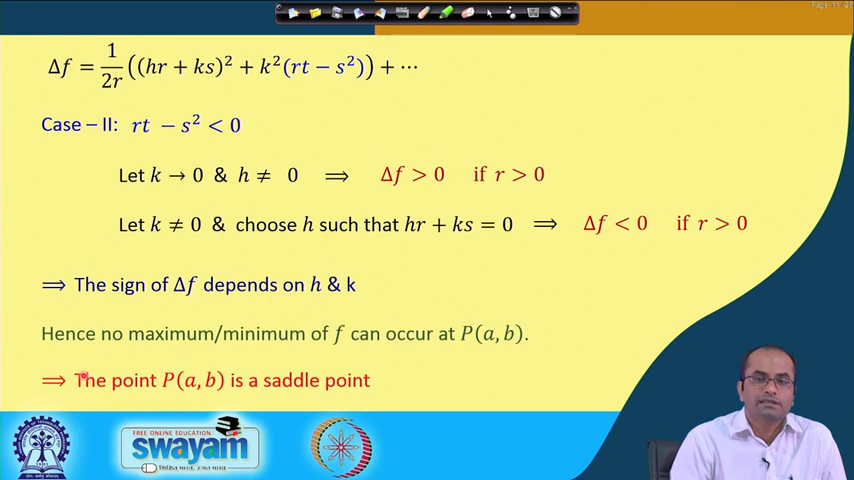 Δf = 1/2r ((hr + ks)² + k²(rt − s²)) + ⋯
Case – II: rt − s² < 0
Let k → 0 & h ≠ 0 ⟹ Δf > 0 if r > 0
Let k ≠ 0 & choose h such that hr + ks = 0 ⟹ Δf < 0 if r > 0
⟹ The sign of Δf depends on h & k
Hence no maximum/minimum of f can occur at P(a, b).
⟹ The point P(a, b) is a saddle point
FREE ONLINE EDUCATION
swayam